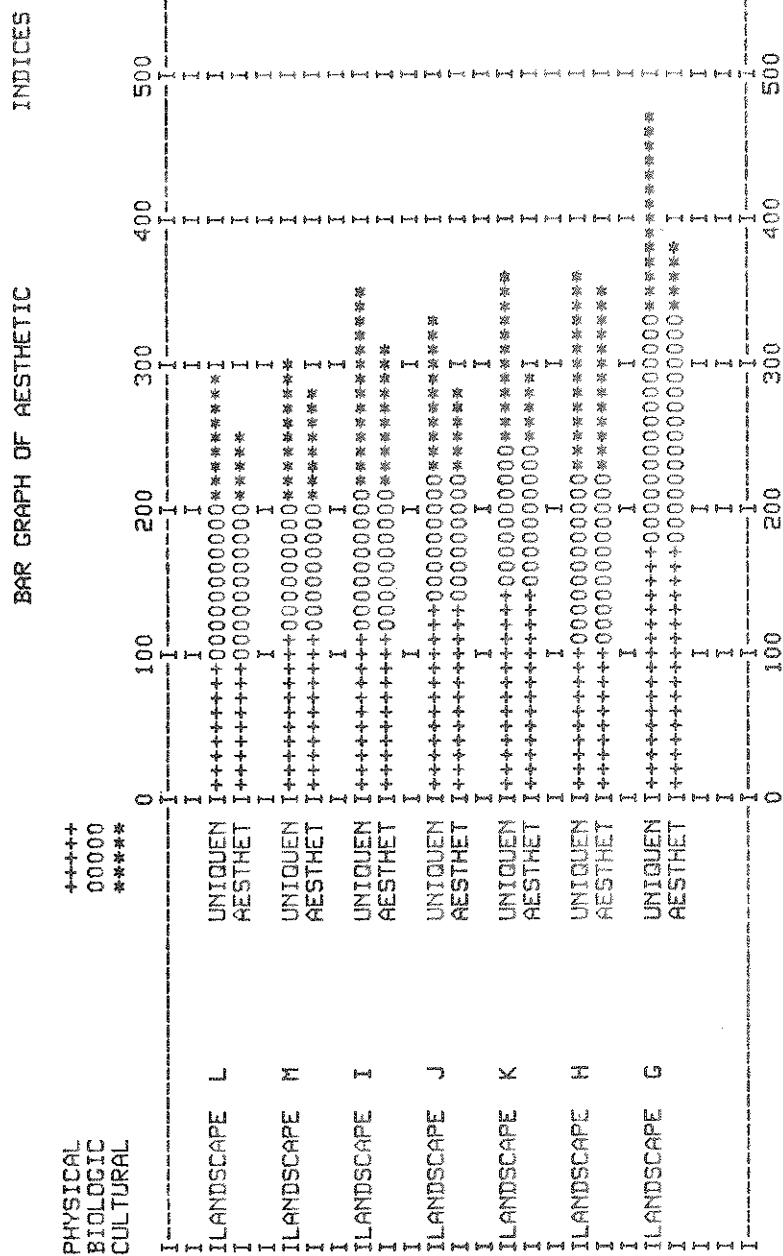 BAR GRAPH OF AESTHETIC INDICES
PHYSICAL +++++
BIOLOGIC 00000
CULTURAL *****
0 100 200 300 400 500
LANDSCAPE L UNIQUEN
AESTHET
LANDSCAPE M UNIQUEN
AESTHET
LANDSCAPE I UNIQUEN
AESTHET
LANDSCAPE J UNIQUEN
AESTHET
LANDSCAPE K UNIQUEN
AESTHET
LANDSCAPE H UNIQUEN
AESTHET
LANDSCAPE G UNIQUEN
AESTHET
0 100 200 300 400 500